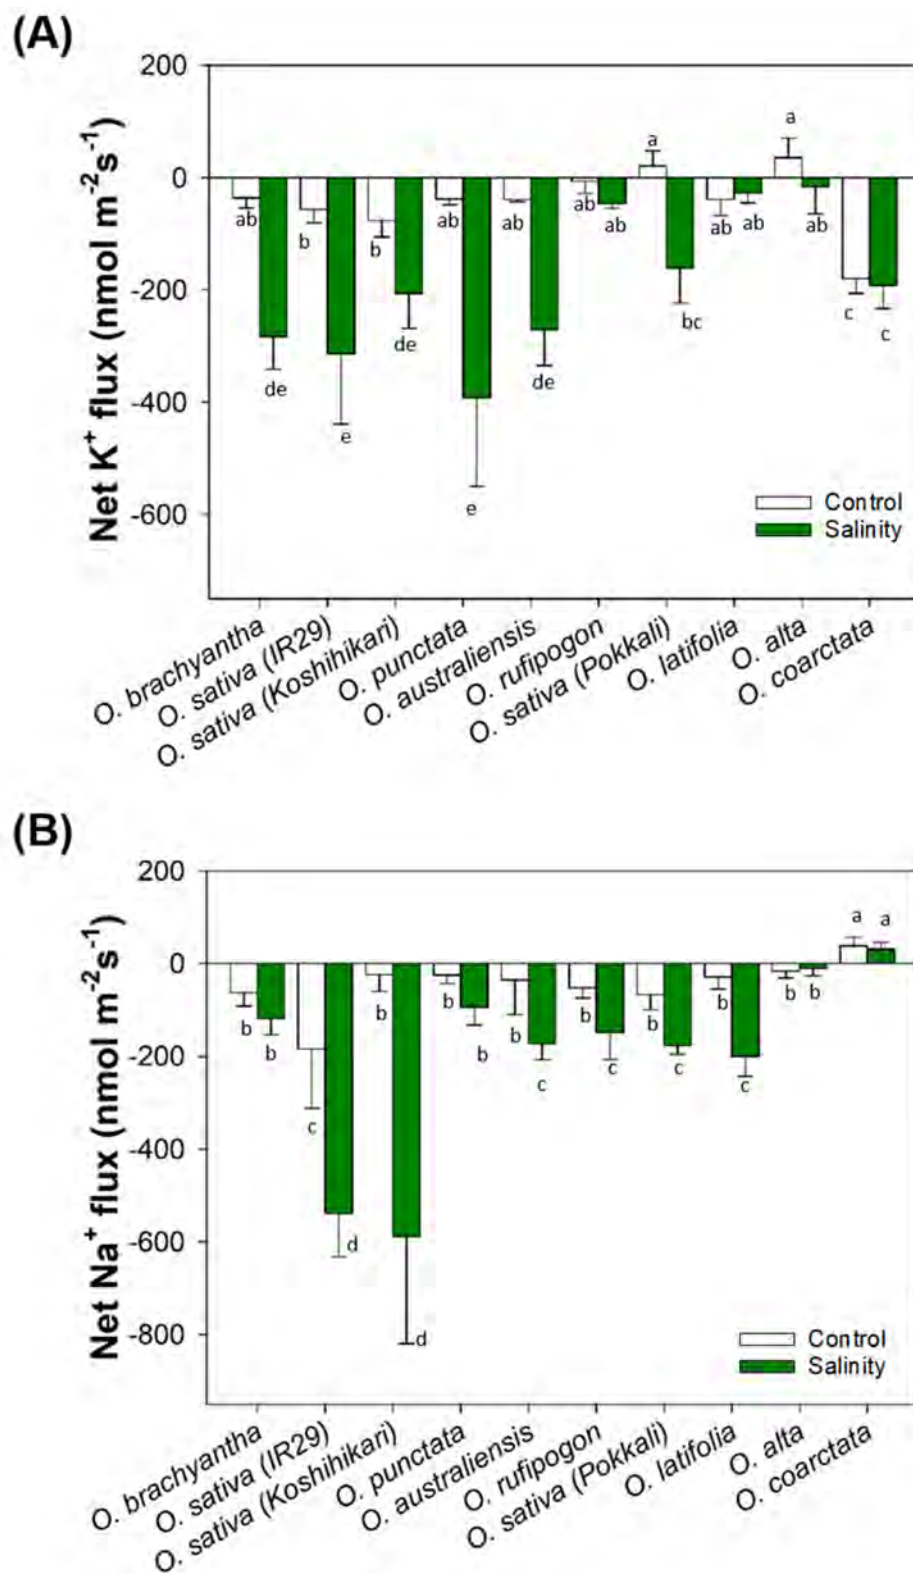 (A)
200
0
-200
-400
-600
Net K⁺ flux (nmol m⁻²s⁻¹)
ab
de
b
e
b
de
ab
e
ab
de
ab
ab
a
bc
ab
ab
a
ab
c
c
Control
Salinity
O. brachyantha
O. sativa (IR29)
O. sativa (Koshihikari)
O. punctata
O. australiensis
O. rufipogon
O. sativa (Pokkali)
O. latifolia
O. alta
O. coarctata
(B)
200
0
-200
-400
-600
-800
Net Na⁺ flux (nmol m⁻²s⁻¹)
b
b
c
d
b
d
b
b
b
c
b
c
b
c
b
c
b
b
a
a
Control
Salinity
O. brachyantha
O. sativa (IR29)
O. sativa (Koshihikari)
O. punctata
O. australiensis
O. rufipogon
O. sativa (Pokkali)
O. latifolia
O. alta
O. coarctata